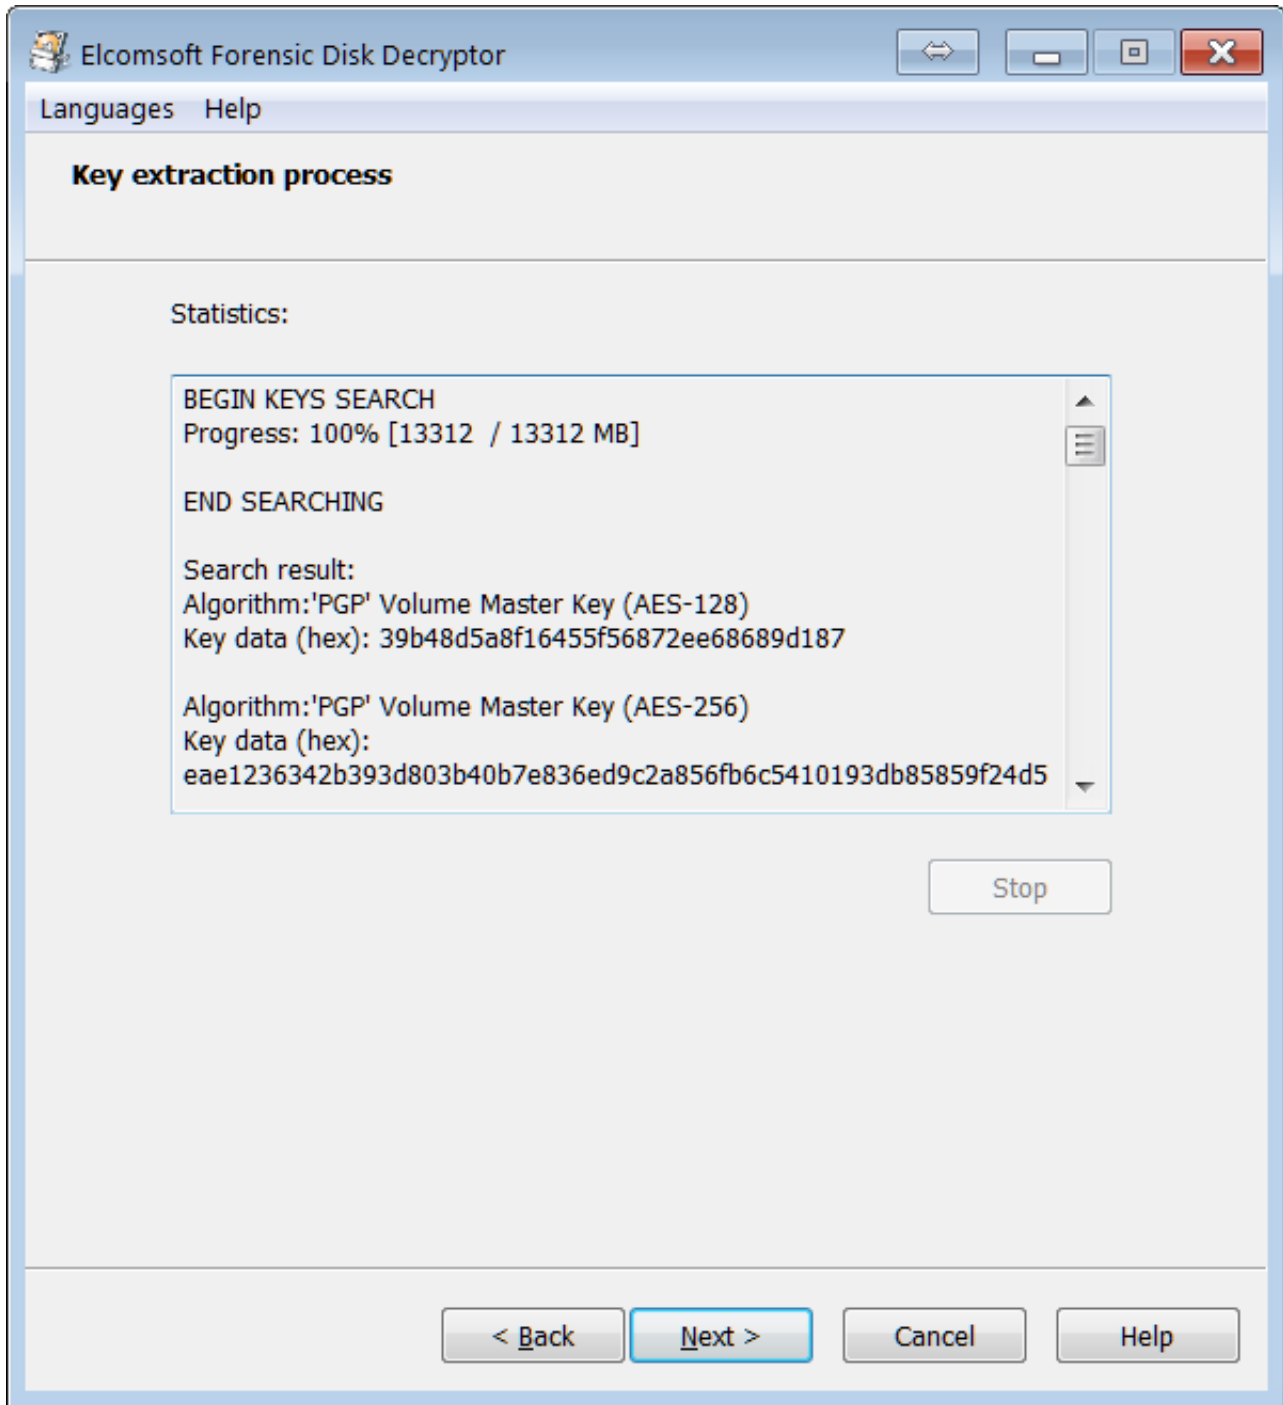 Elcomsoft Forensic Disk Decryptor
Languages Help
Key extraction process
Statistics:
BEGIN KEYS SEARCH
Progress: 100% [13312 / 13312 MB]
END SEARCHING
Search result:
Algorithm:'PGP' Volume Master Key (AES-128)
Key data (hex): 39b48d5a8f16455f56872ee68689d187
Algorithm:'PGP' Volume Master Key (AES-256)
Key data (hex):
eae1236342b393d803b40b7e836ed9c2a856fb6c5410193db85859f24d5
Stop
< Back Next > Cancel Help